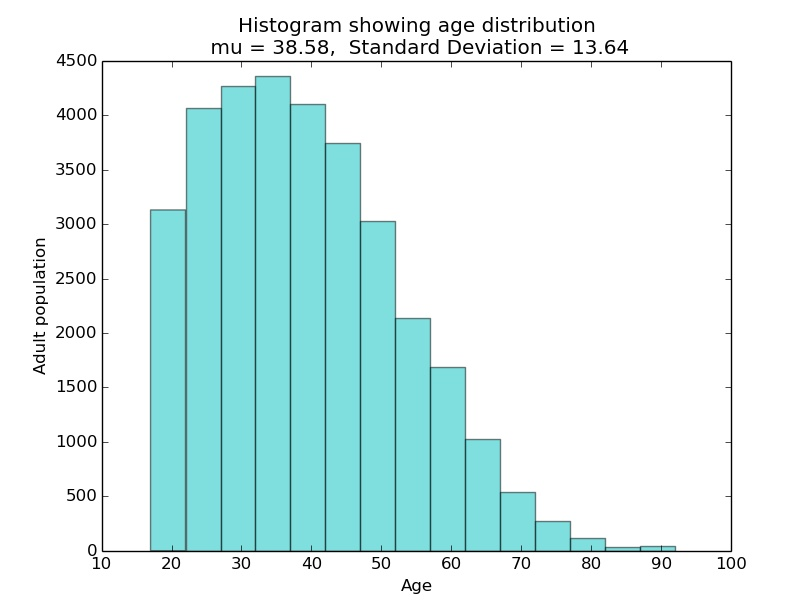 Histogram showing age distribution
mu = 38.58,  Standard Deviation = 13.64
4500
4000
3500
3000
2500
2000
1500
1000
500
0
Adult population
10 20 30 40 50 60 70 80 90 100
Age